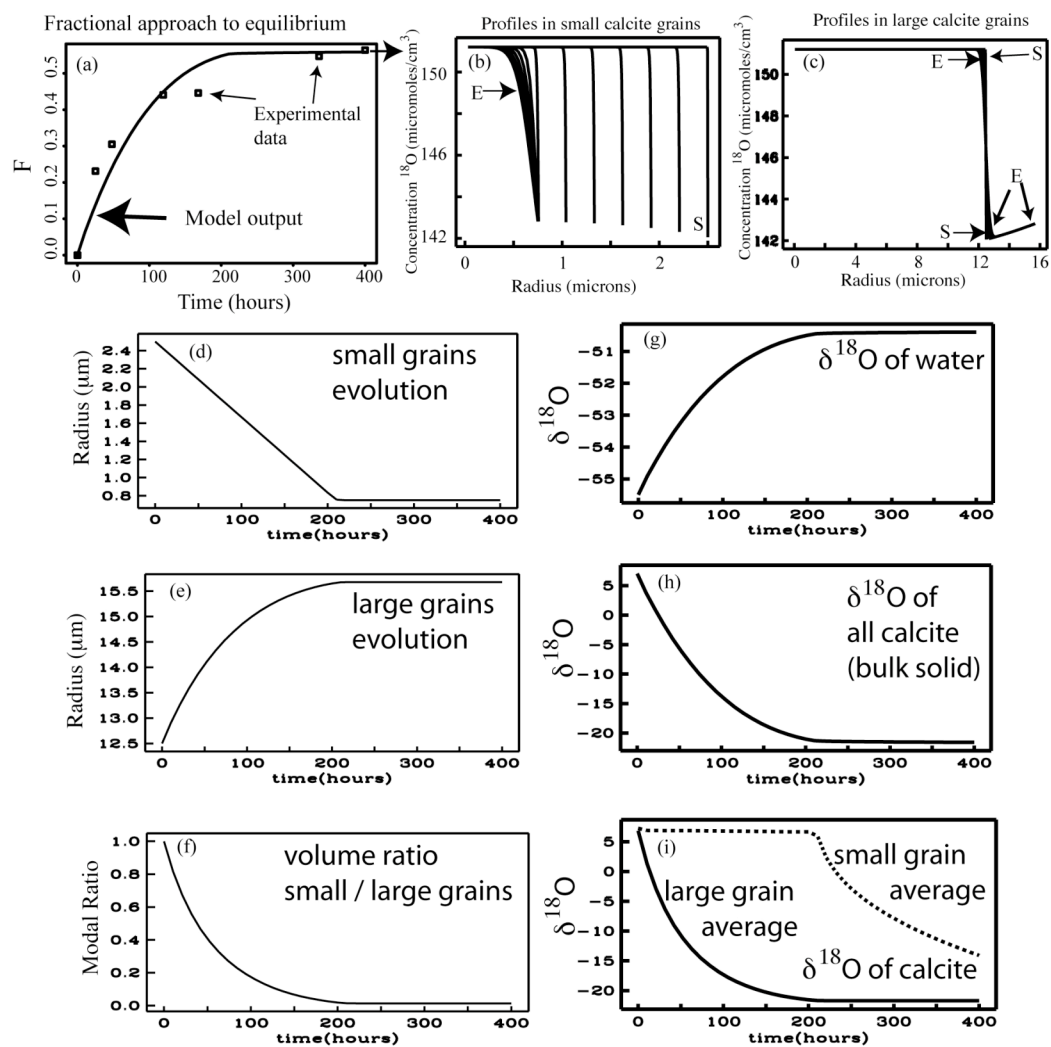 Fractional approach to equilibrium
(a)
F
0.5
0.4
0.3
0.2
0.1
0.0
Experimental
data
Model output
0 100 200 300 400
Time (hours)
Profiles in small calcite grains
(b)
Concentration ¹⁸O (micromoles/cm³)
150
146
142
E
S
0 1 2
Radius (microns)
Profiles in large calcite grains
(c)
Concentration ¹⁸O (micromoles/cm³)
150
148
146
144
142
E
S
E
S
0 2 4 6 8 10 12 14 16
Radius (microns)
(d)
small grains
evolution
Radius (μm)
2.4
2.0
1.8
1.6
1.4
1.2
1.0
0.8
0 100 200 300 400
time(hours)
(g)
δ¹⁸O of water
δ¹⁸O
-51
-52
-53
-54
-55
0 100 200 300 400
time(hours)
(e)
large grains
evolution
Radius (μm)
15.5
15.0
14.5
14.0
13.5
13.0
12.5
0 100 200 300 400
time(hours)
(h)
δ¹⁸O of
all calcite
(bulk solid)
δ¹⁸O
5
0
-5
-10
-15
-20
0 100 200 300 400
time(hours)
(f)
volume ratio
small / large grains
Modal Ratio
1.0
0.8
0.6
0.4
0.2
0.0
0 100 200 300 400
time(hours)
(i)
small grain
average
large grain
average
δ¹⁸O of calcite
δ¹⁸O
5
0
-5
-10
-15
-20
0 100 200 300 400
time(hours)